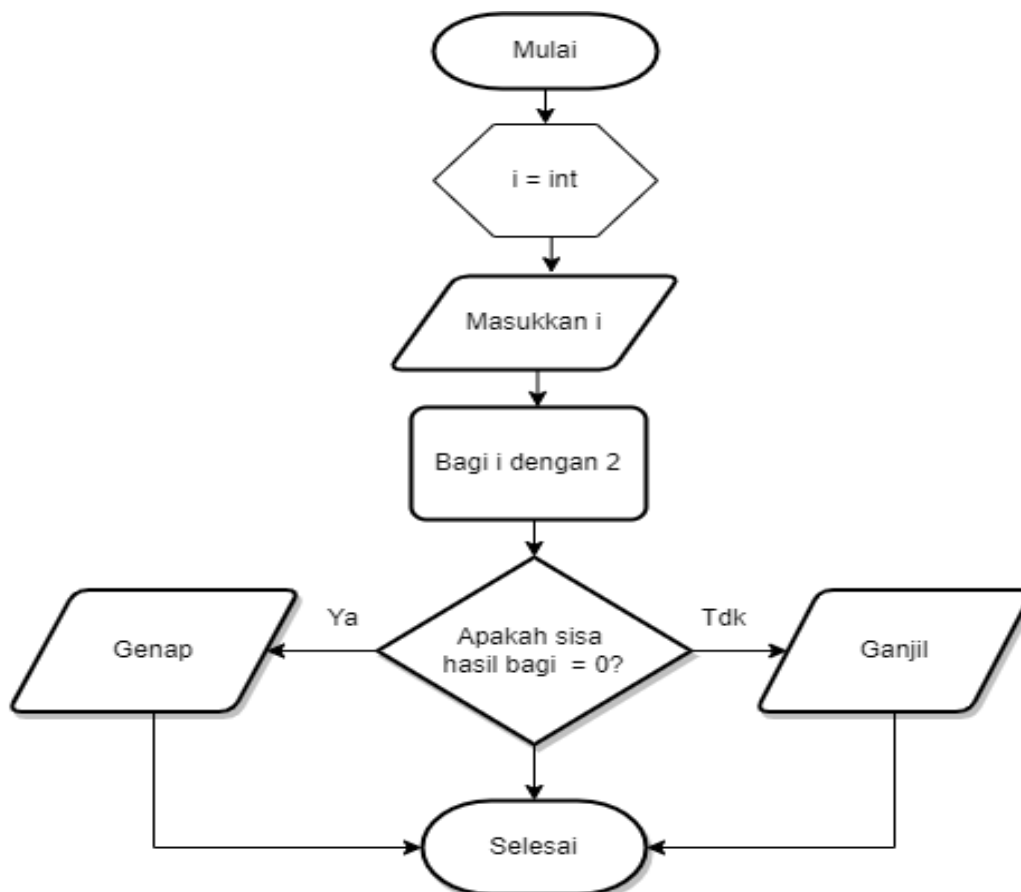 Mulai
i = int
Masukkan i
Bagi i dengan 2
Ya
Tdk
Genap
Apakah sisa
hasil bagi  = 0?
Ganjil
Selesai